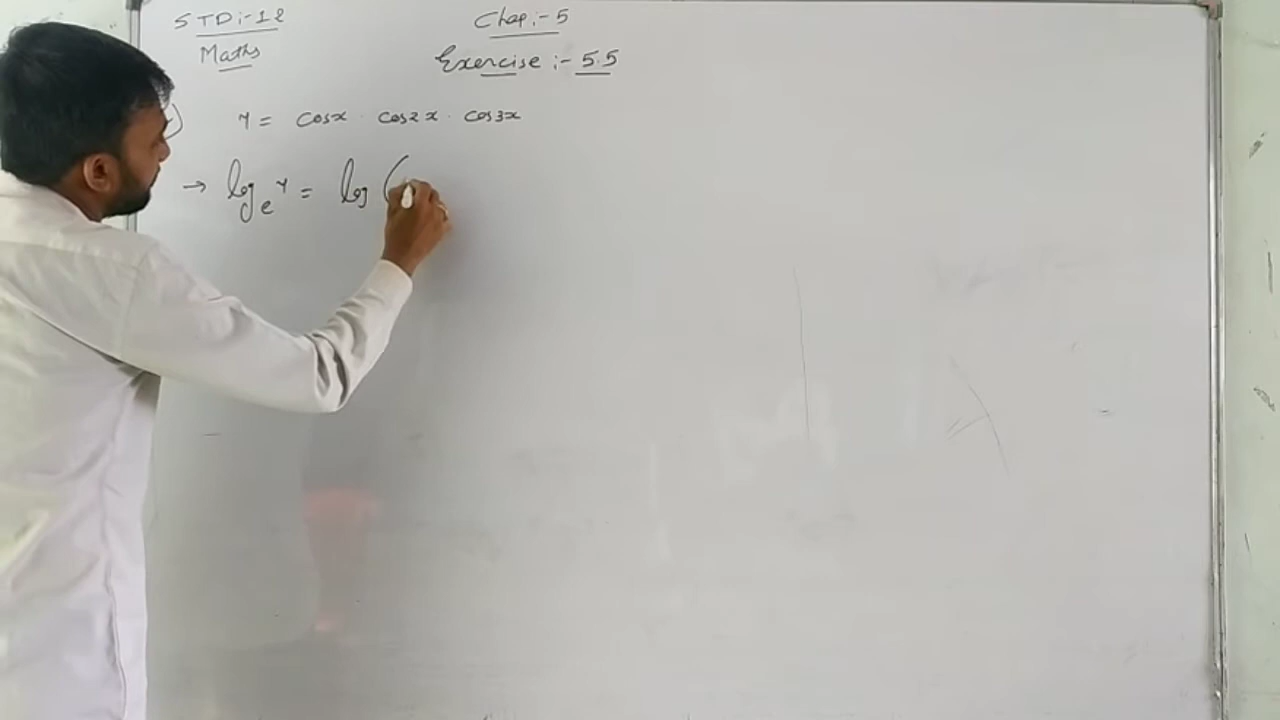 STD:-12
Chap:-5
Maths
Exercise :- 5.5
) y = cosx · cos2x · cos3x
→ log_e y = log (